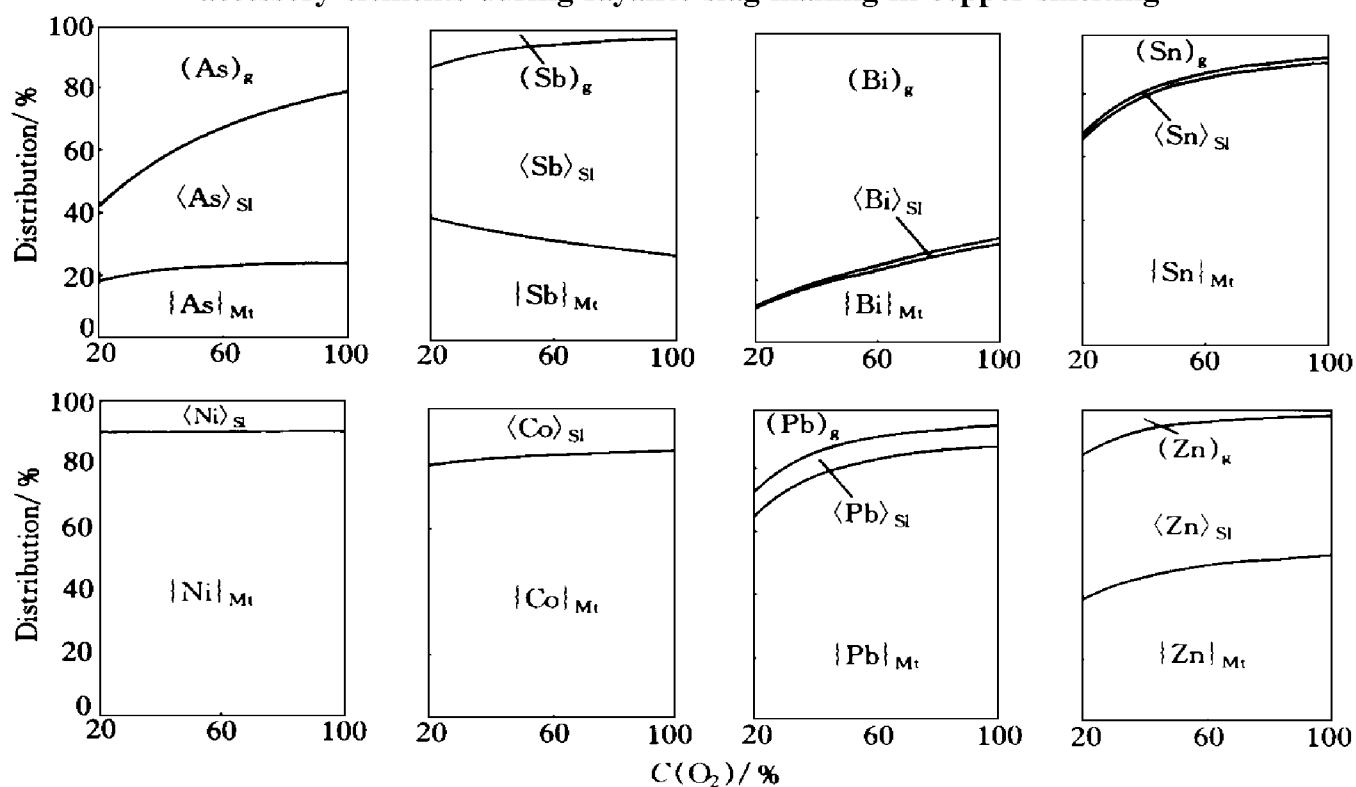 100
80
60
40
20
0
Distribution/%
(As)g
⟨As⟩Sl
{As}Mt
20 60 100
(Sb)g
⟨Sb⟩Sl
{Sb}Mt
20 60 100
(Bi)g
⟨Bi⟩Sl
{Bi}Mt
20 60 100
(Sn)g
⟨Sn⟩Sl
{Sn}Mt
20 60 100
100
80
60
40
20
0
Distribution/%
⟨Ni⟩Sl
{Ni}Mt
20 60 100
⟨Co⟩Sl
{Co}Mt
20 60 100
(Pb)g
⟨Pb⟩Sl
{Pb}Mt
20 60 100
(Zn)g
⟨Zn⟩Sl
{Zn}Mt
20 60 100
C(O₂)/%